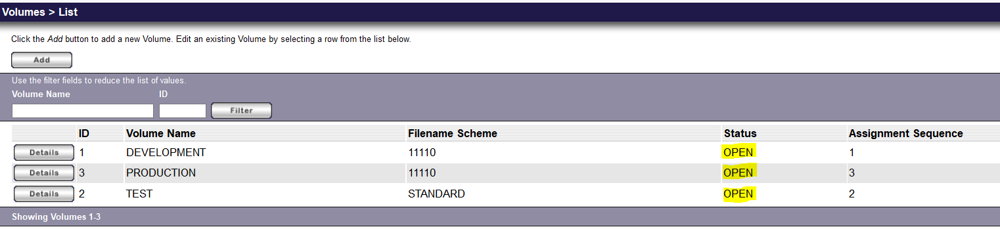 Volumes > List
Click the Add button to add a new Volume. Edit an existing Volume by selecting a row from the list below.
Add
Use the filter fields to reduce the list of values.
Volume Name ID
Filter
ID Volume Name Filename Scheme Status Assignment Sequence
Details 1 DEVELOPMENT 11110 OPEN 1
Details 3 PRODUCTION 11110 OPEN 3
Details 2 TEST STANDARD OPEN 2
Showing Volumes 1-3